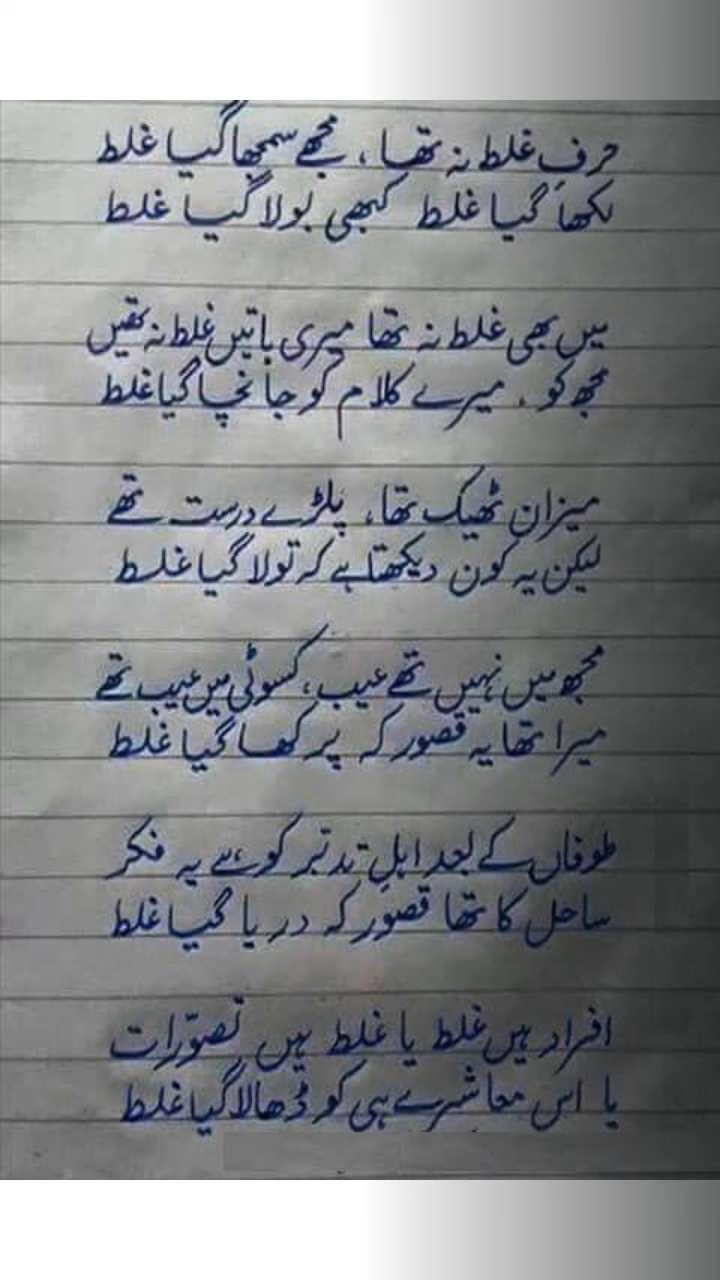 حرفِ غلط نہ تھا ، مجھے سمجھا گیا غلط
لکھا گیا غلط کبھی بولا گیا غلط
میں بھی غلط نہ تھا میری باتیں غلط نہ تھیں
مجھ کو ، میرے کلام کو جانچا گیا غلط
میزان ٹھیک تھا، پلڑے درست تھے
لیکن یہ کون دیکھتا ہے کہ تولا گیا غلط
مجھ میں نہیں تھے عیب ، کسوٹی میں عیب تھے
میرا تھا یہ قصور کہ پرکھا گیا غلط
طوفاں کے بعد اہلِ تدبر کو ہے یہ فکر
ساحل کا تھا قصور کہ دریا گیا غلط
افراد ہیں غلط یا غلط ہیں تصوّرات
یا اس معاشرے ہی کو ڈھالا گیا غلط